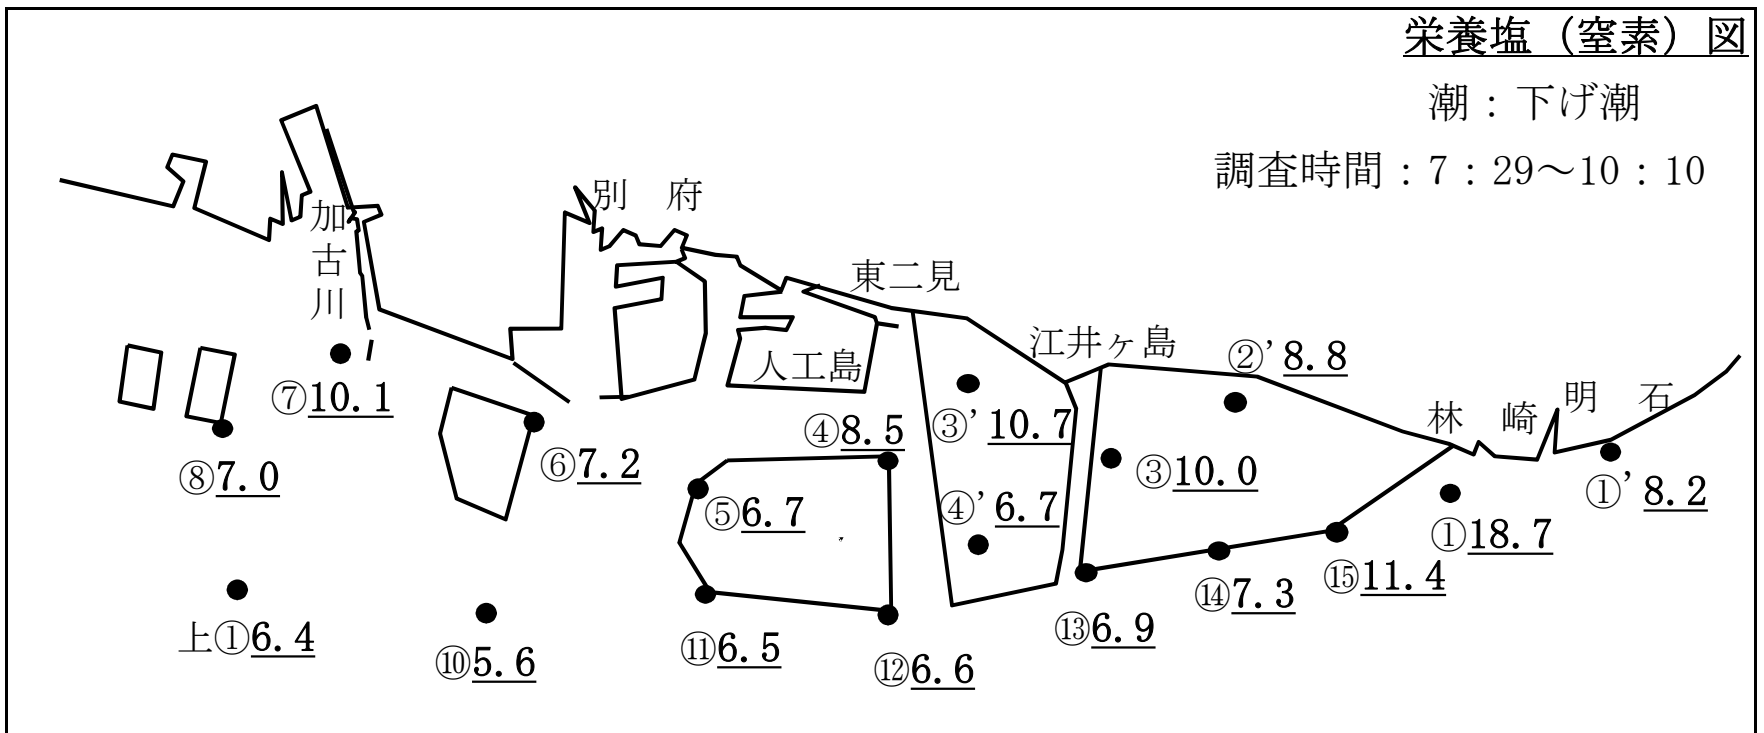 栄養塩（窒素）図
潮：下げ潮
調査時間：7：29～10：10
加古川
別 府
東二見
人工島
江井ヶ島
林 崎
明 石
②’8.8
⑦10.1
③’10.7
④8.5
⑥7.2
③10.0
⑧7.0
①’8.2
⑤6.7
④’6.7
①18.7
⑮11.4
⑭7.3
⑬6.9
上①6.4
⑩5.6
⑪6.5
⑫6.6